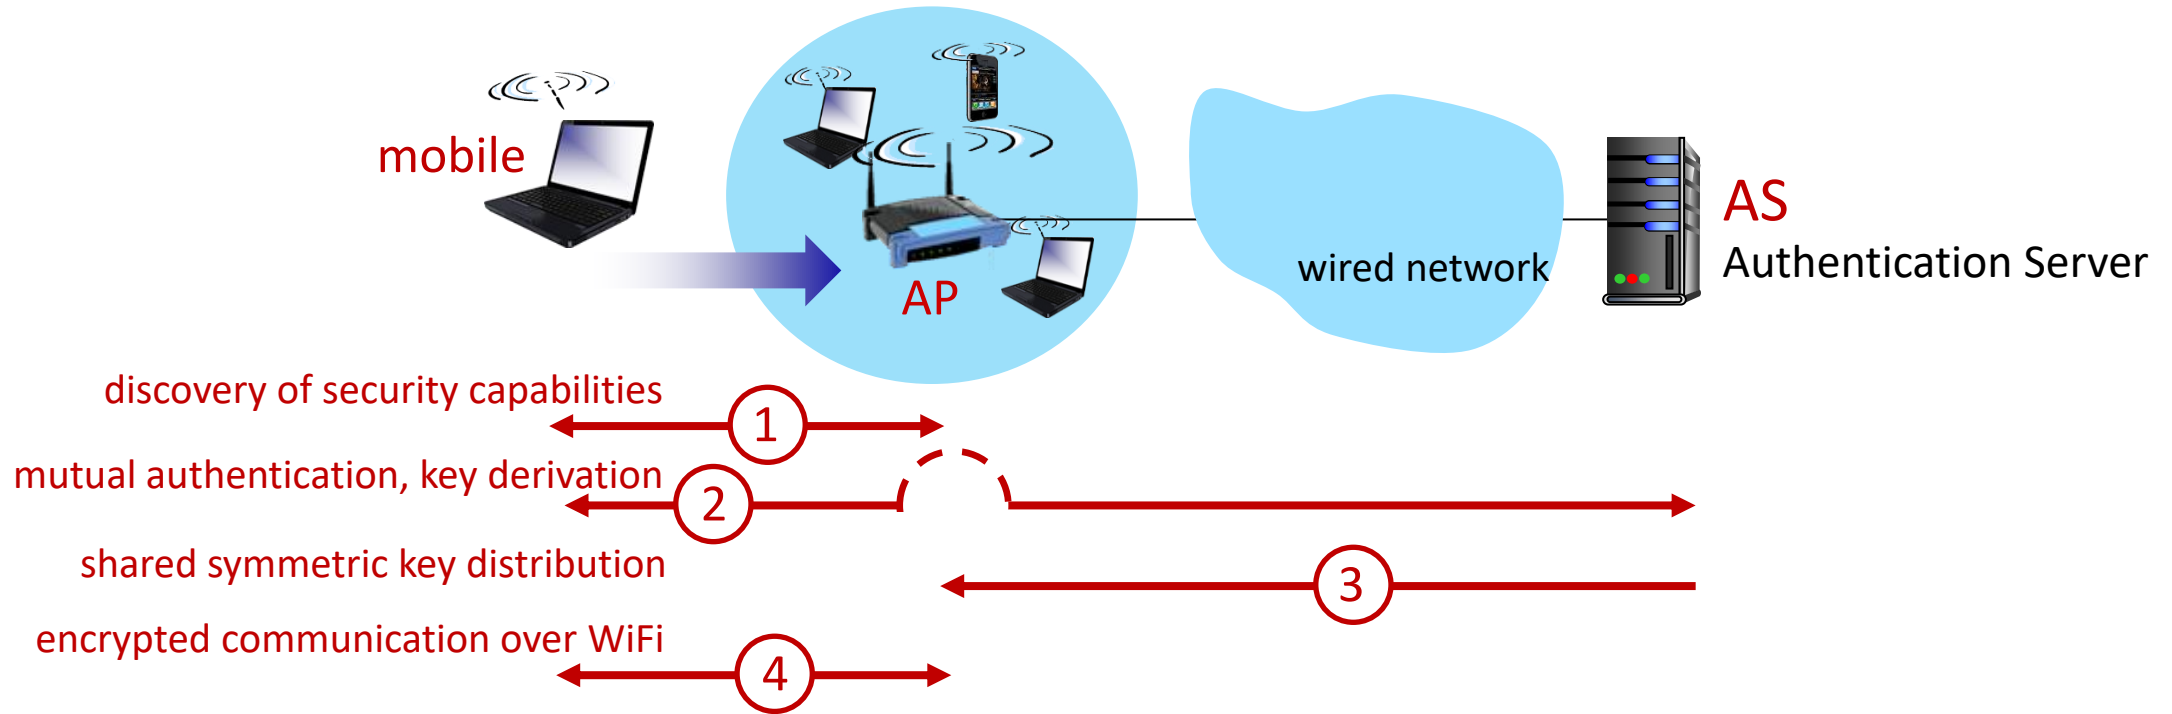 mobile
AP
wired network
AS
Authentication Server
discovery of security capabilities
1
mutual authentication, key derivation
2
shared symmetric key distribution
3
encrypted communication over WiFi
4